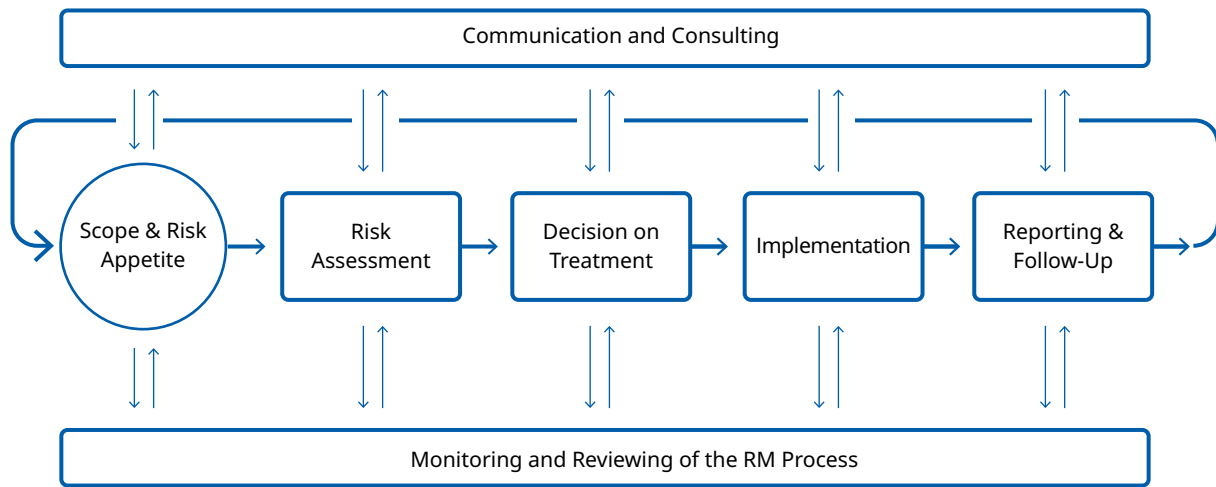 Communication and Consulting
Scope & Risk
Appetite
Risk
Assessment
Decision on
Treatment
Implementation
Reporting &
Follow-Up
Monitoring and Reviewing of the RM Process